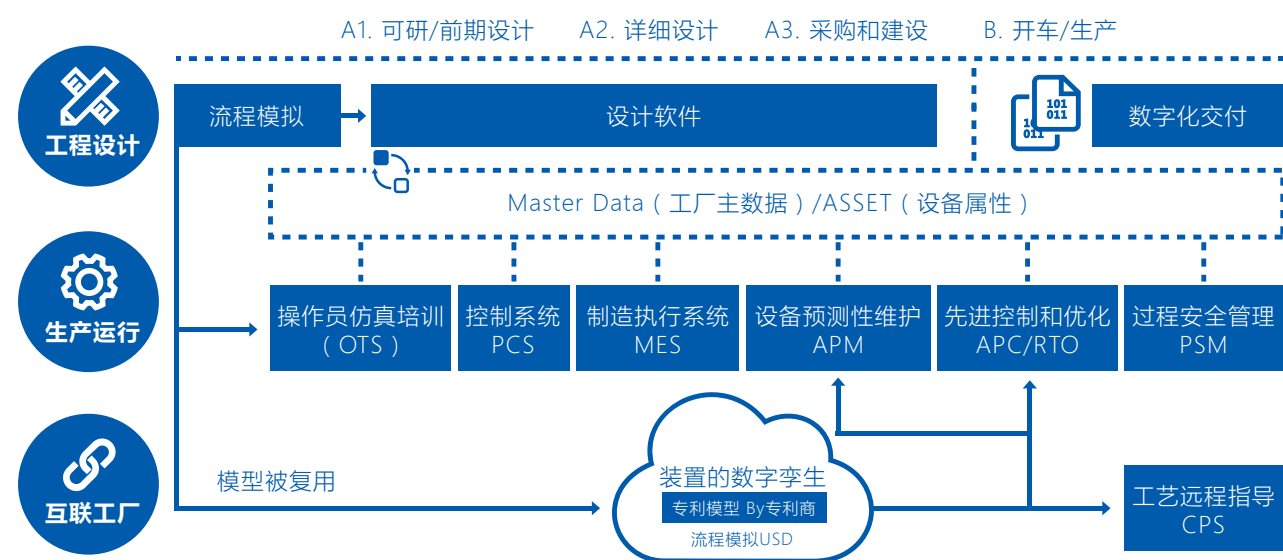 A1. 可研/前期设计 A2. 详细设计 A3. 采购和建设 B. 开车/生产
工程设计
流程模拟
设计软件
101
011
101
011
数字化交付
Master Data（工厂主数据）/ASSET（设备属性）
生产运行
操作员仿真培训
（OTS）
控制系统
PCS
制造执行系统
MES
设备预测性维护
APM
先进控制和优化
APC/RTO
过程安全管理
PSM
互联工厂
模型被复用
装置的数字孪生
专利模型 By专利商
流程模拟USD
工艺远程指导
CPS